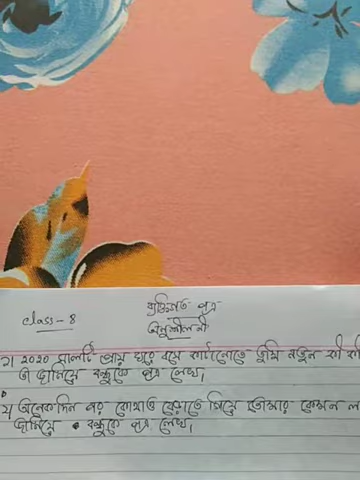 ব্যক্তিগত পত্র
class - 8
অনুশীলনী
১। 2020 সালটি প্রায় ঘরে বসে কাটানোতে তুমি নতুন কী কী
তা জানিয়ে বন্ধুকে পত্র লেখ।
২। অনেকদিন পর কোথাও বেড়াতে গিয়ে তোমার কেমন
জানিয়ে বন্ধুকে পত্র লেখ।